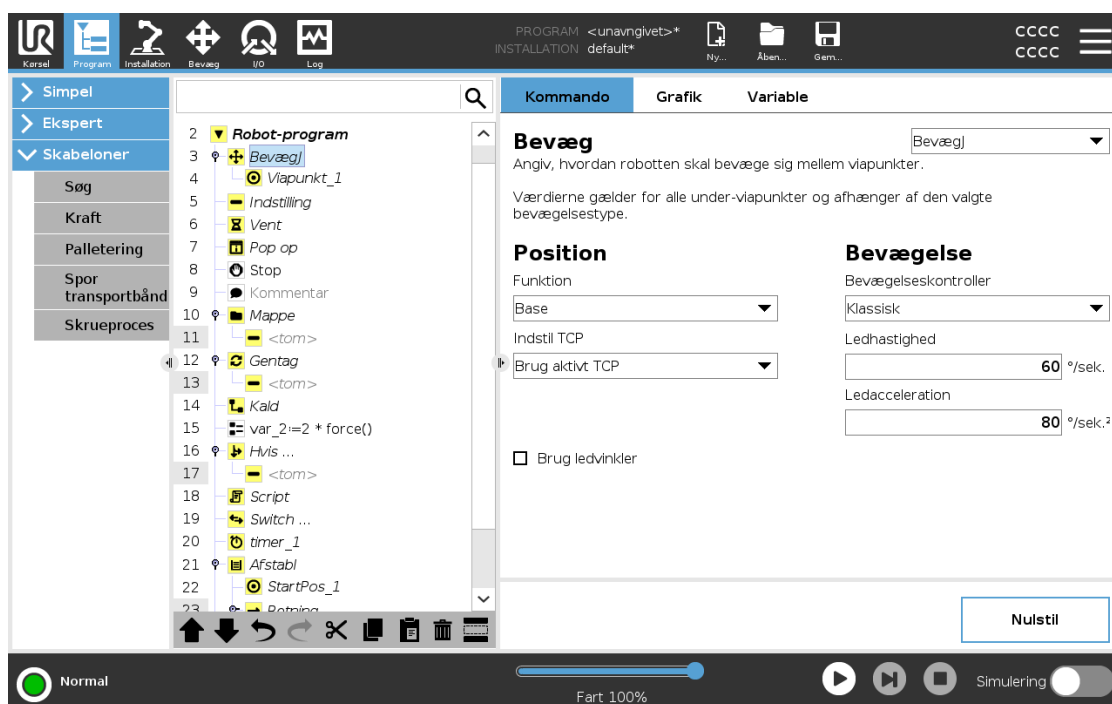 PROGRAM <unavngivet>*
INSTALLATION default*
Kørsel
Program
Installation
Bevæg
I/O
Log
Ny...
Åben...
Gem...
CCCC
CCCC
Simpel
Ekspert
Skabeloner
Søg
Kraft
Palletering
Spor
transportbånd
Skrueproces
2 Robot-program
3 BevægJ
4 Viapunkt_1
5 Indstilling
6 Vent
7 Pop op
8 Stop
9 Kommentar
10 Mappe
11 <tom>
12 Gentag
13 <tom>
14 Kald
15 var_2:=2 * force()
16 Hvis ...
17 <tom>
18 Script
19 Switch ...
20 timer_1
21 Afstabl
22 StartPos_1
23 Retning
Kommando
Grafik
Variable
Bevæg
BevægJ
Angiv, hvordan robotten skal bevæge sig mellem viapunkter.
Værdierne gælder for alle under-viapunkter og afhænger af den valgte
bevægelsestype.
Position
Funktion
Base
Indstil TCP
Brug aktivt TCP
Brug ledvinkler
Bevægelse
Bevægelseskontroller
Klassisk
Ledhastighed
60 °/sek.
Ledacceleration
80 °/sek.²
Nulstil
Normal
Fart 100%
Simulering